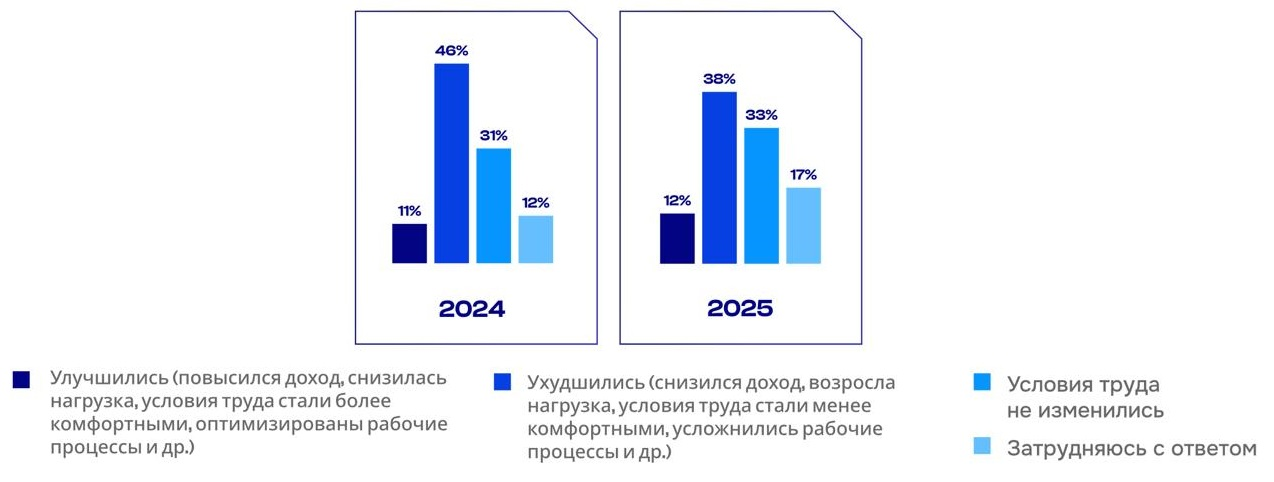 46%
31%
11%
12%
2024
38%
33%
17%
12%
2025
Улучшились (повысился доход, снизилась
нагрузка, условия труда стали более
комфортными, оптимизированы рабочие
процессы и др.)
Ухудшились (снизился доход, возросла
нагрузка, условия труда стали менее
комфортными, усложнились рабочие
процессы и др.)
Условия труда
не изменились
Затрудняюсь с ответом